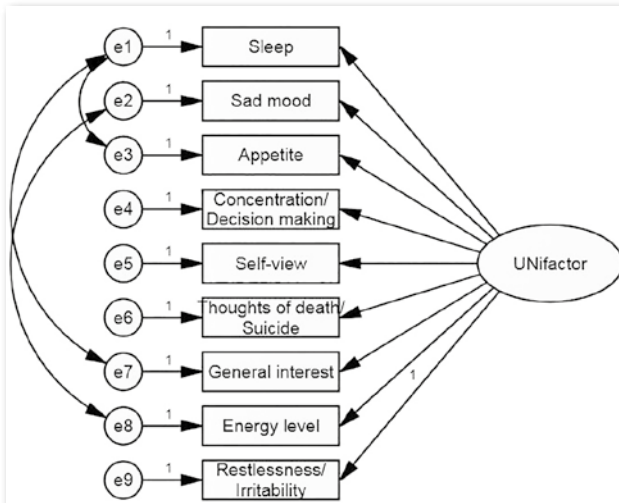 e1 1 Sleep
e2 1 Sad mood
e3 1 Appetite
e4 1 Concentration/
Decision making
e5 1 Self-view
UNifactor
e6 1 Thoughts of death/
Suicide
e7 1 General interest
1
e8 1 Energy level
e9 1 Restlessness/
Irritability